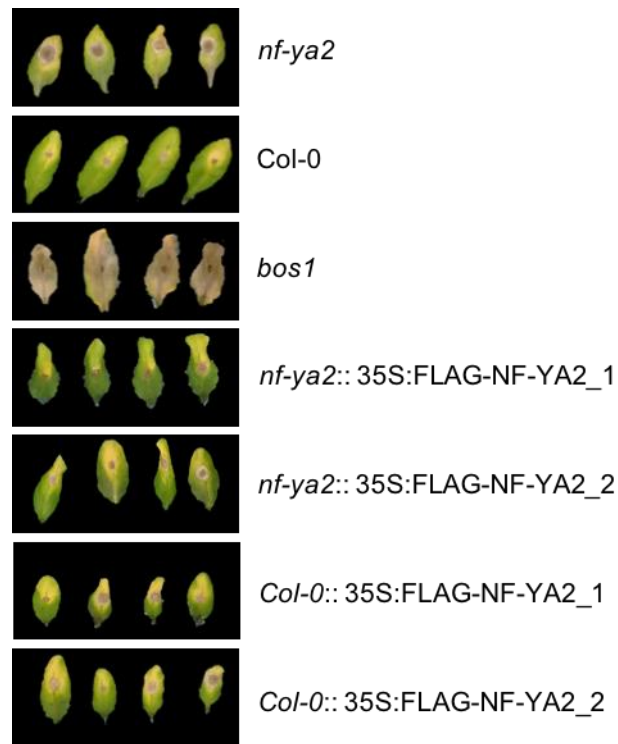 nf-ya2
Col-0
bos1
nf-ya2:: 35S:FLAG-NF-YA2_1
nf-ya2:: 35S:FLAG-NF-YA2_2
Col-0:: 35S:FLAG-NF-YA2_1
Col-0:: 35S:FLAG-NF-YA2_2